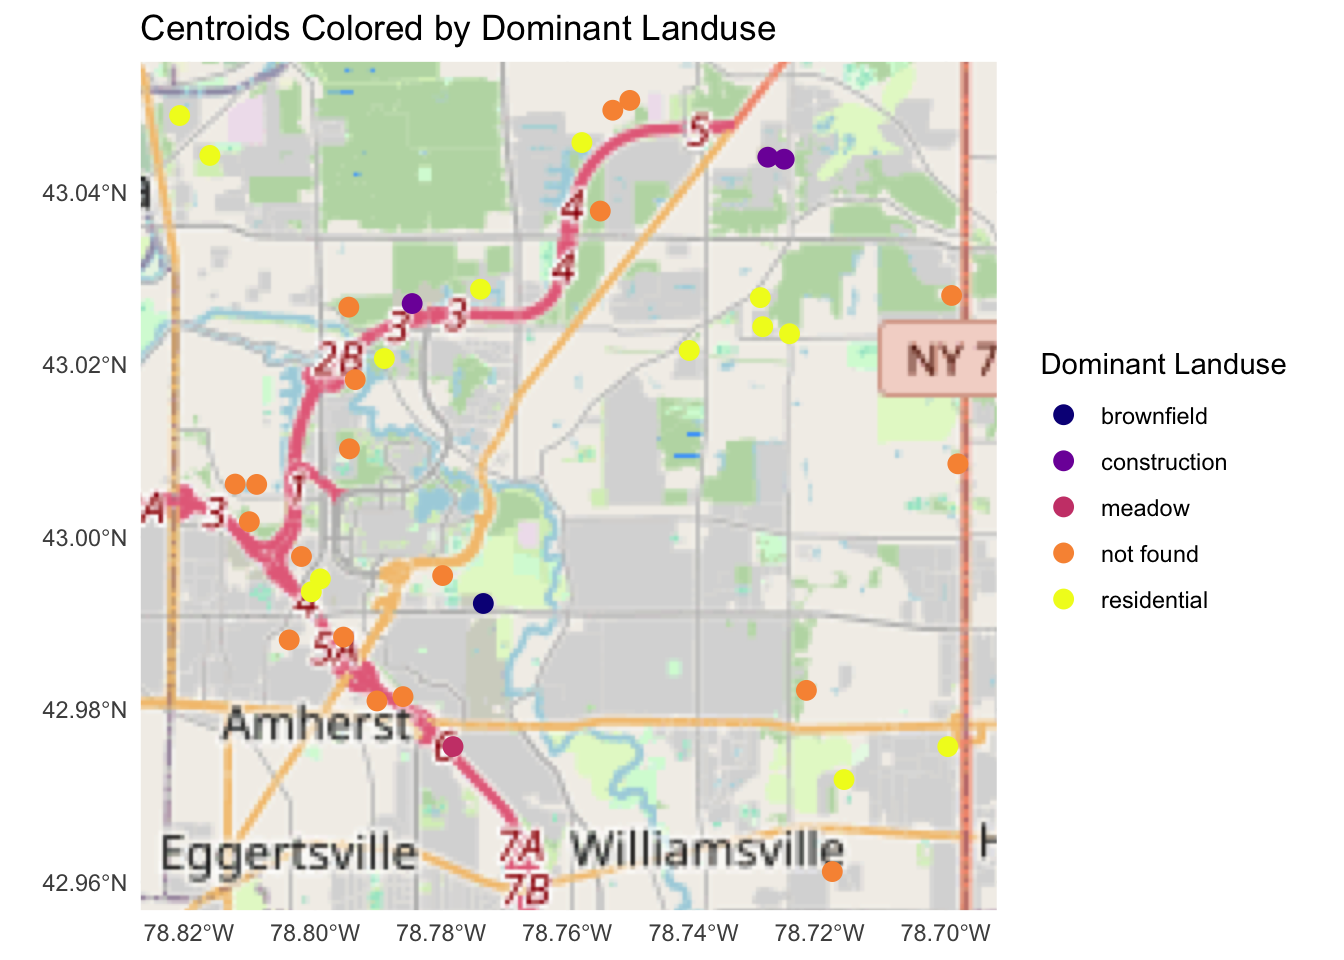 Centroids Colored by Dominant Landuse
43.04°N
43.02°N
43.00°N
42.98°N
42.96°N
a
5
4
4
3
3
2B
NY 7
1
A
3
4
5A
Amherst
6
Eggertsville
7A
Williamsville
H
7B
78.82°W
78.80°W
78.78°W
78.76°W
78.74°W
78.72°W
78.70°W
Dominant Landuse
brownfield
construction
meadow
not found
residential